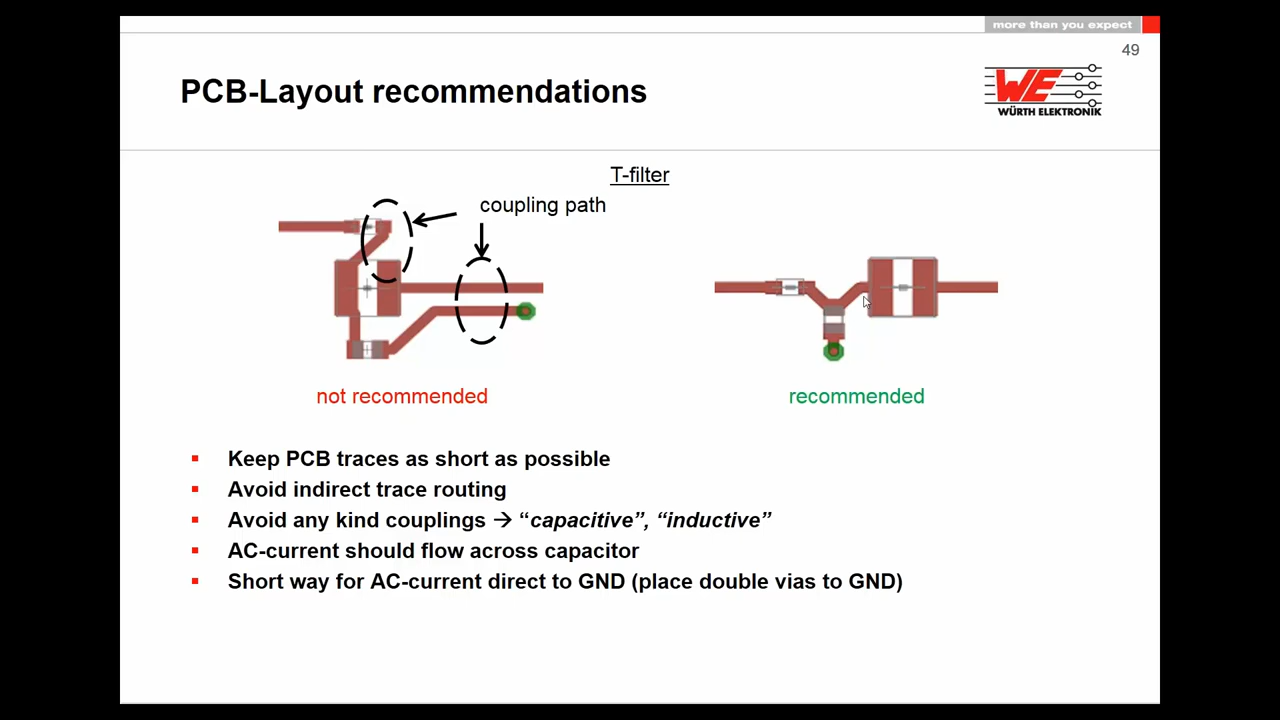 more than you expect
49
PCB-Layout recommendations
WE
WÜRTH ELEKTRONIK
T-filter
coupling path
not recommended
recommended
▪ Keep PCB traces as short as possible
▪ Avoid indirect trace routing
▪ Avoid any kind couplings → “capacitive”, “inductive”
▪ AC-current should flow across capacitor
▪ Short way for AC-current direct to GND (place double vias to GND)